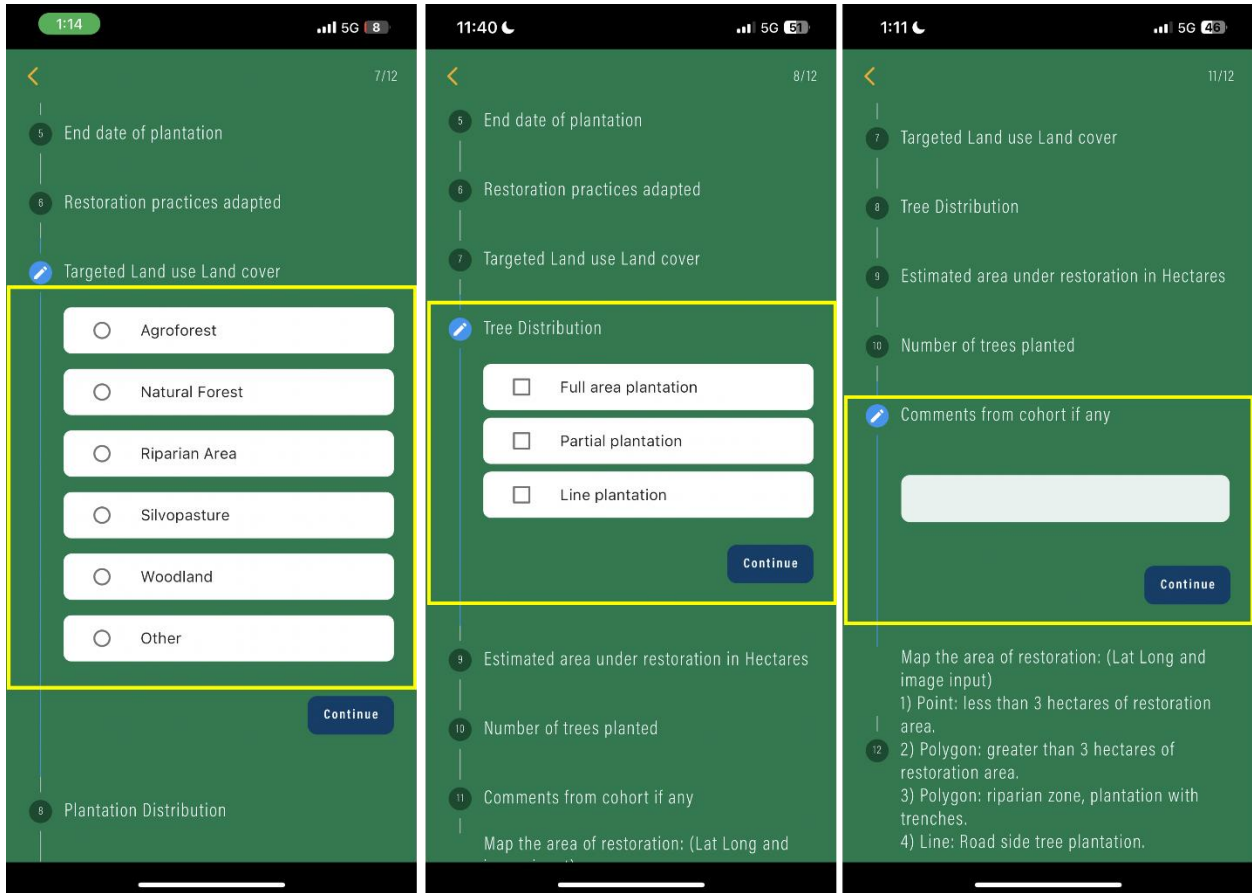 1:14
5G 8
7/12
5 End date of plantation
6 Restoration practices adapted
Targeted Land use Land cover
Agroforest
Natural Forest
Riparian Area
Silvopasture
Woodland
Other
Continue
8 Plantation Distribution
11:40
5G 51
8/12
5 End date of plantation
6 Restoration practices adapted
7 Targeted Land use Land cover
Tree Distribution
Full area plantation
Partial plantation
Line plantation
Continue
9 Estimated area under restoration in Hectares
10 Number of trees planted
11 Comments from cohort if any
Map the area of restoration: (Lat Long and
1:11
5G 46
11/12
7 Targeted Land use Land cover
8 Tree Distribution
9 Estimated area under restoration in Hectares
10 Number of trees planted
Comments from cohort if any
Continue
Map the area of restoration: (Lat Long and
image input)
1) Point: less than 3 hectares of restoration
area.
12 2) Polygon: greater than 3 hectares of
restoration area.
3) Polygon: riparian zone, plantation with
trenches.
4) Line: Road side tree plantation.